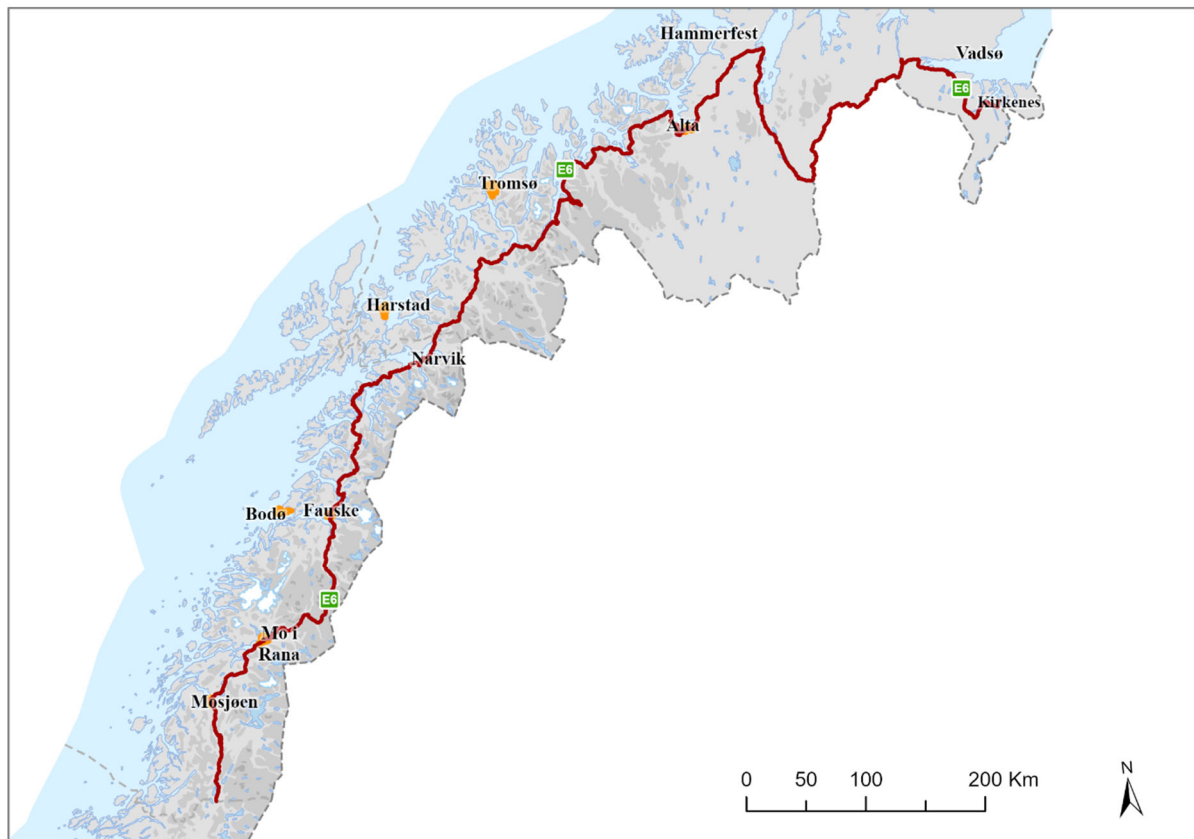 Hammerfest
Vadsø
E6
Kirkenes
Alta
E6
Tromsø
Harstad
Narvik
Bodø
Fauske
E6
Mo i
Rana
Mosjøen
0 50 100 200 Km
N